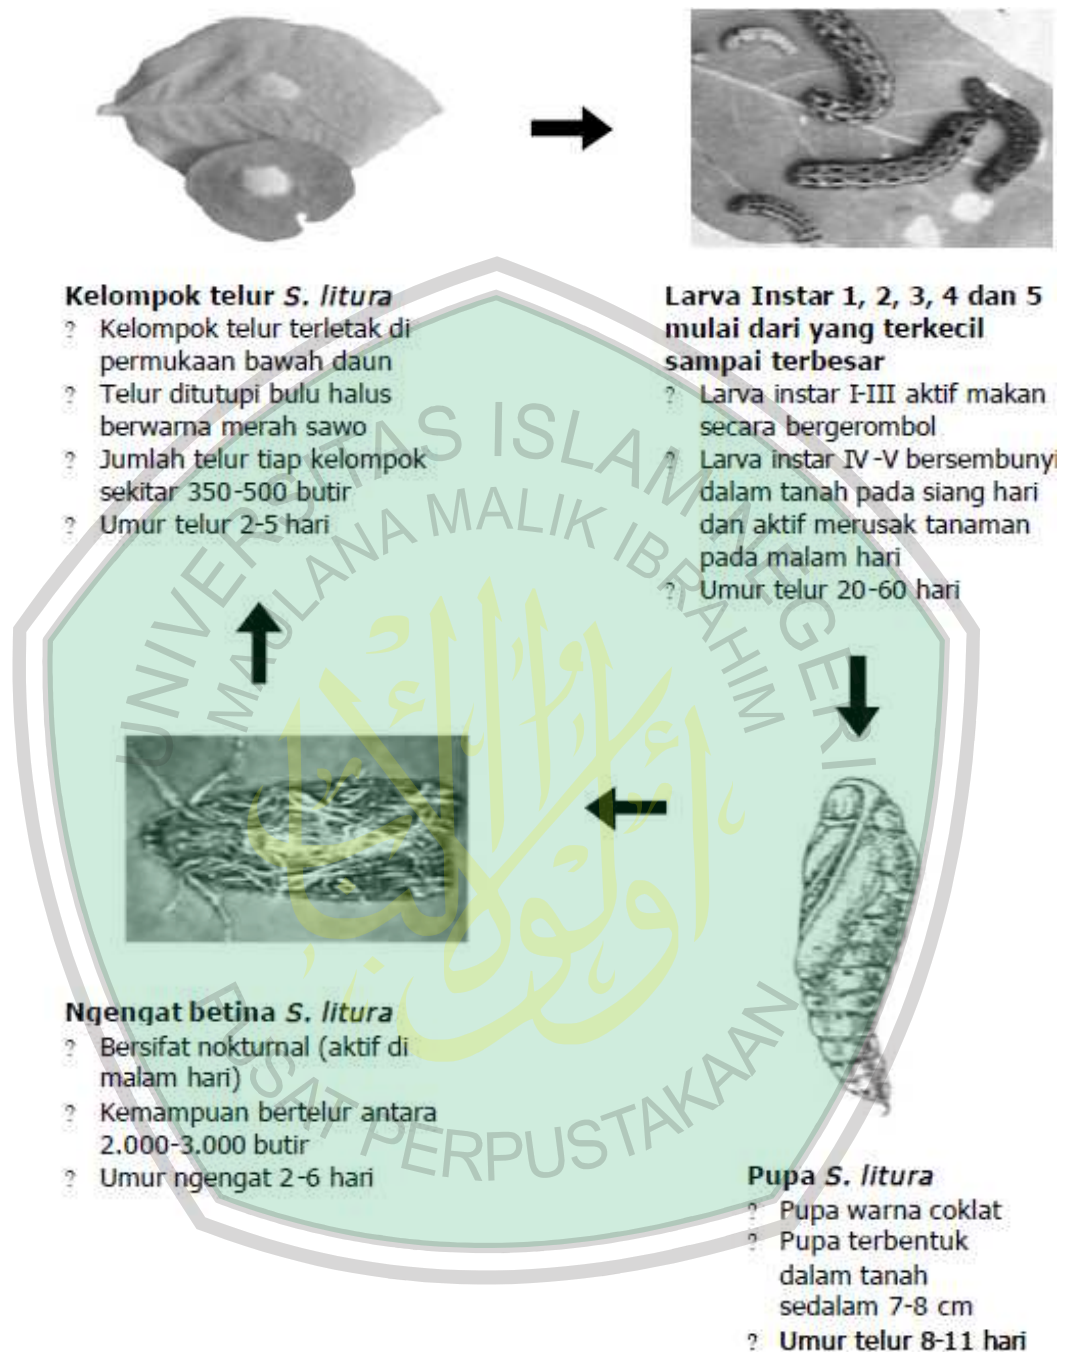 Kelompok telur S. litura
? Kelompok telur terletak di
permukaan bawah daun
? Telur ditutupi bulu halus
berwarna merah sawo
? Jumlah telur tiap kelompok
sekitar 350-500 butir
? Umur telur 2-5 hari
Larva Instar 1, 2, 3, 4 dan 5
mulai dari yang terkecil
sampai terbesar
? Larva instar I-III aktif makan
secara bergerombol
? Larva instar IV-V bersembunyi
dalam tanah pada siang hari
dan aktif merusak tanaman
pada malam hari
? Umur telur 20-60 hari
Ngengat betina S. litura
? Bersifat nokturnal (aktif di
malam hari)
? Kemampuan bertelur antara
2.000-3.000 butir
? Umur ngengat 2-6 hari
Pupa S. litura
? Pupa warna coklat
? Pupa terbentuk
dalam tanah
sedalam 7-8 cm
? Umur telur 8-11 hari
UNIVERSITAS ISLAM NEGERI
MAULANA MALIK IBRAHIM
PUSAT PERPUSTAKAAN